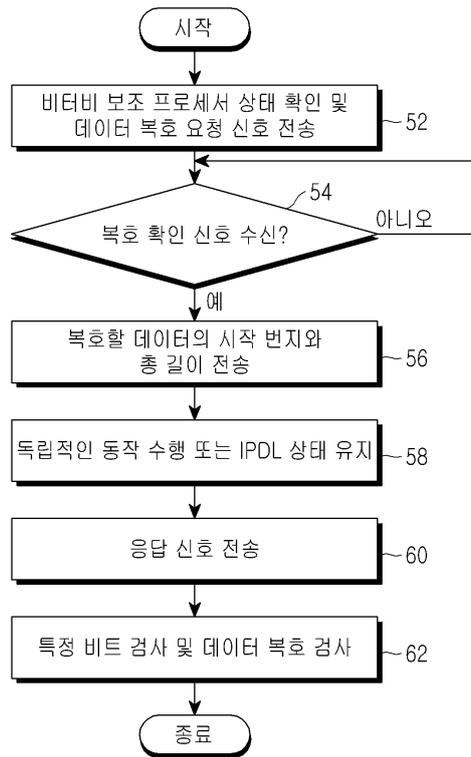 시작
비터비 보조 프로세서 상태 확인 및
데이터 복호 요청 신호 전송
52
54
복호 확인 신호 수신?
아니오
예
복호할 데이터의 시작 번지와
총 길이 전송
56
독립적인 동작 수행 또는 IPDL 상태 유지
58
응답 신호 전송
60
특정 비트 검사 및 데이터 복호 검사
62
종료